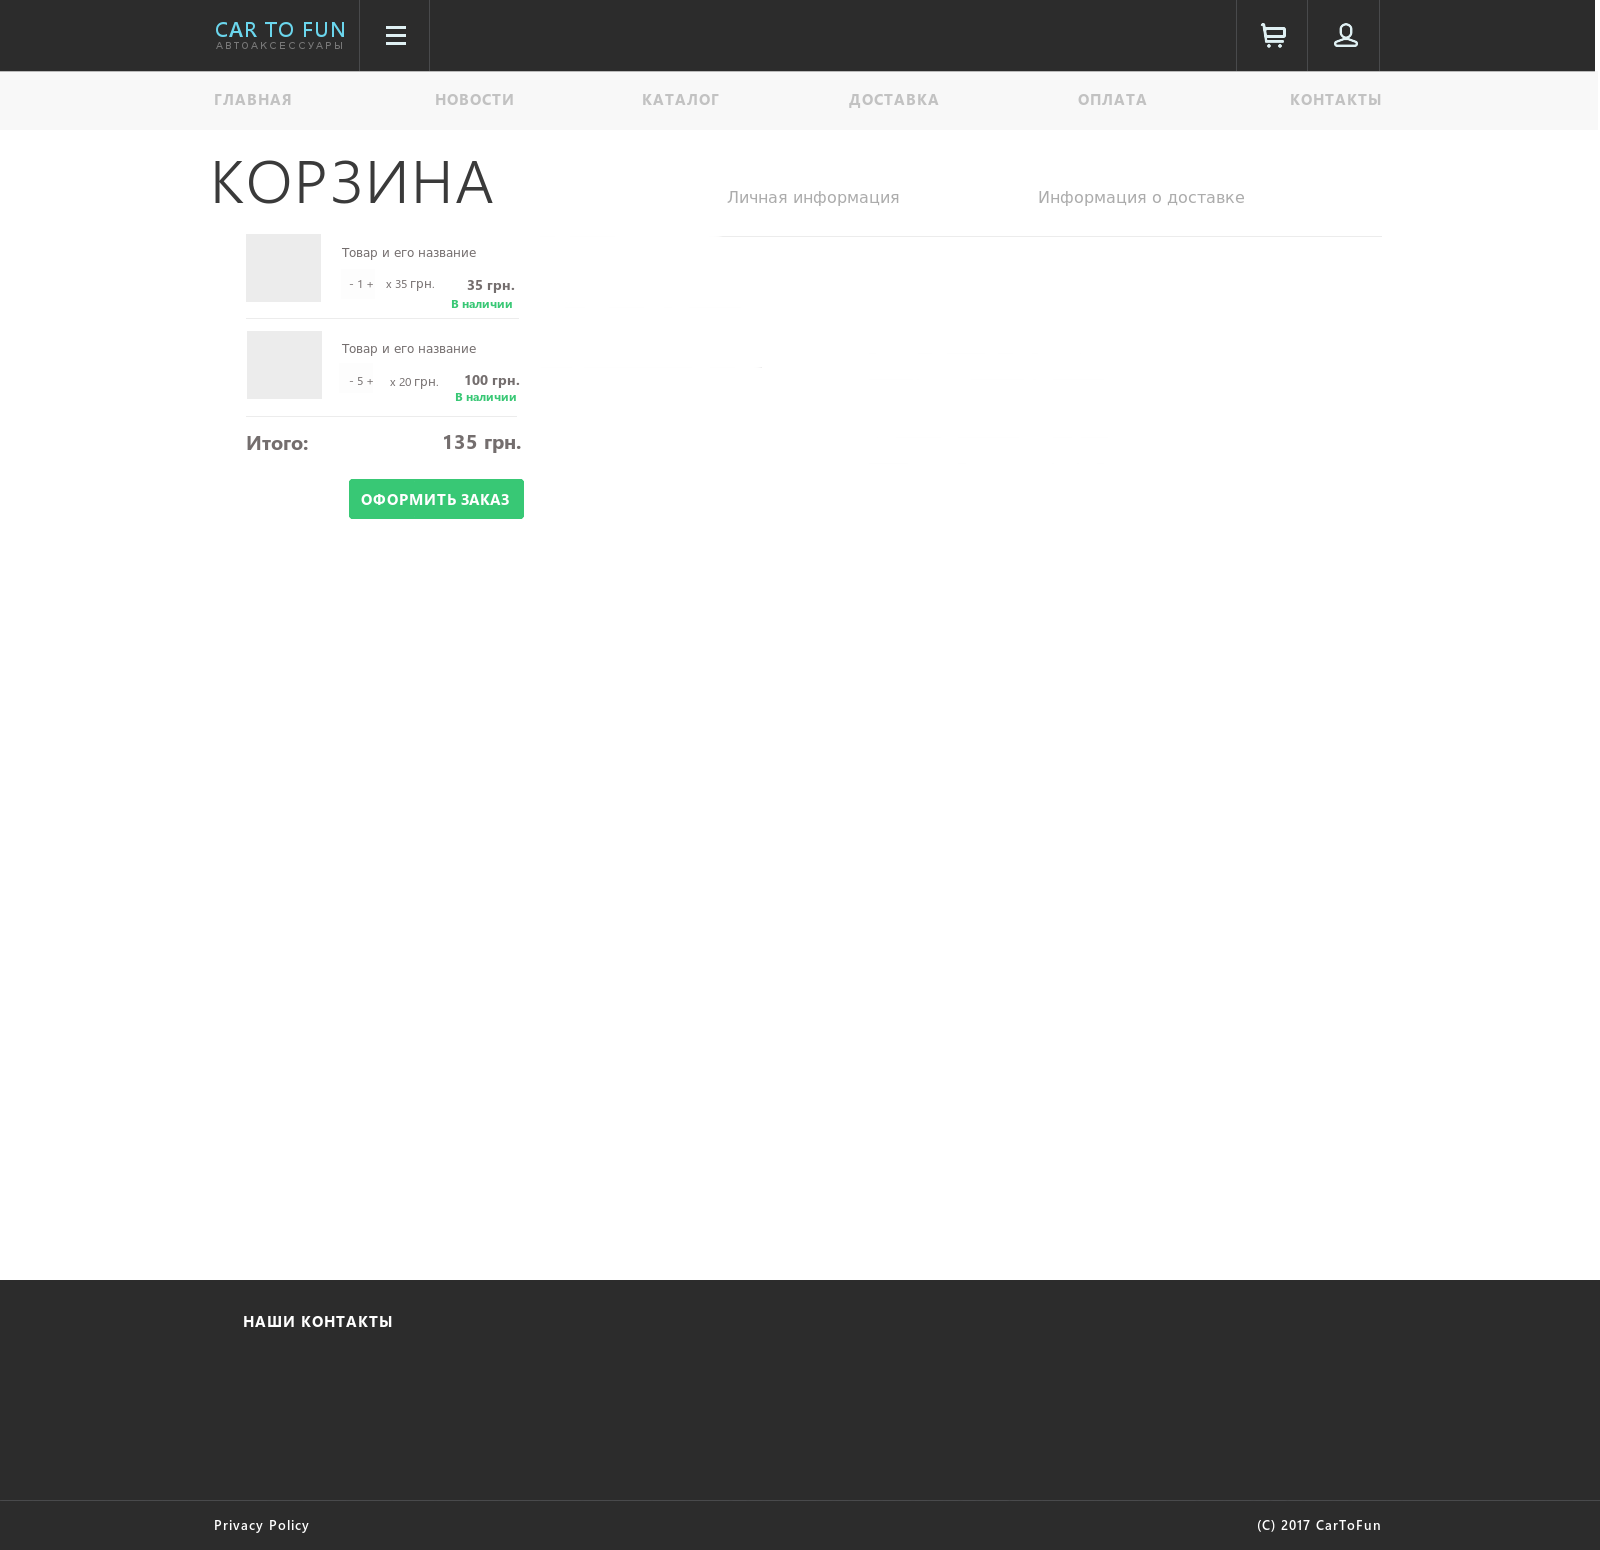 CAR TO FUN
АВТОАКСЕССУАРЫ
ГЛАВНАЯ НОВОСТИ КАТАЛОГ ДОСТАВКА ОПЛАТА КОНТАКТЫ
КОРЗИНА
Личная информация Информация о доставке
Товар и его название
- 1 + x 35 грн. 35 грн.
В наличии
Товар и его название
- 5 + x 20 грн. 100 грн.
В наличии
Итого: 135 грн.
ОФОРМИТЬ ЗАКАЗ
НАШИ КОНТАКТЫ
Privacy Policy (C) 2017 CarToFun